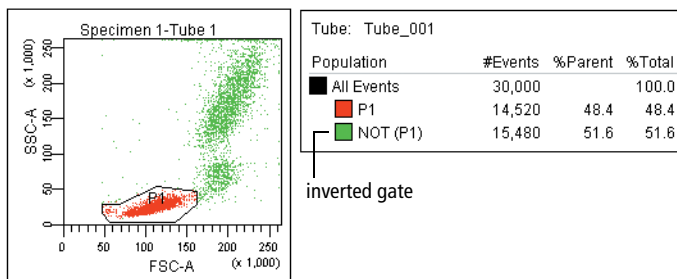 Specimen 1-Tube 1
SSC-A
(x 1,000)
250
200
150
100
50
0
P1
0 50 100 150 200 250
FSC-A (x 1,000)
Tube: Tube_001
Population #Events %Parent %Total
All Events 30,000 100.0
P1 14,520 48.4 48.4
NOT (P1) 15,480 51.6 51.6
inverted gate